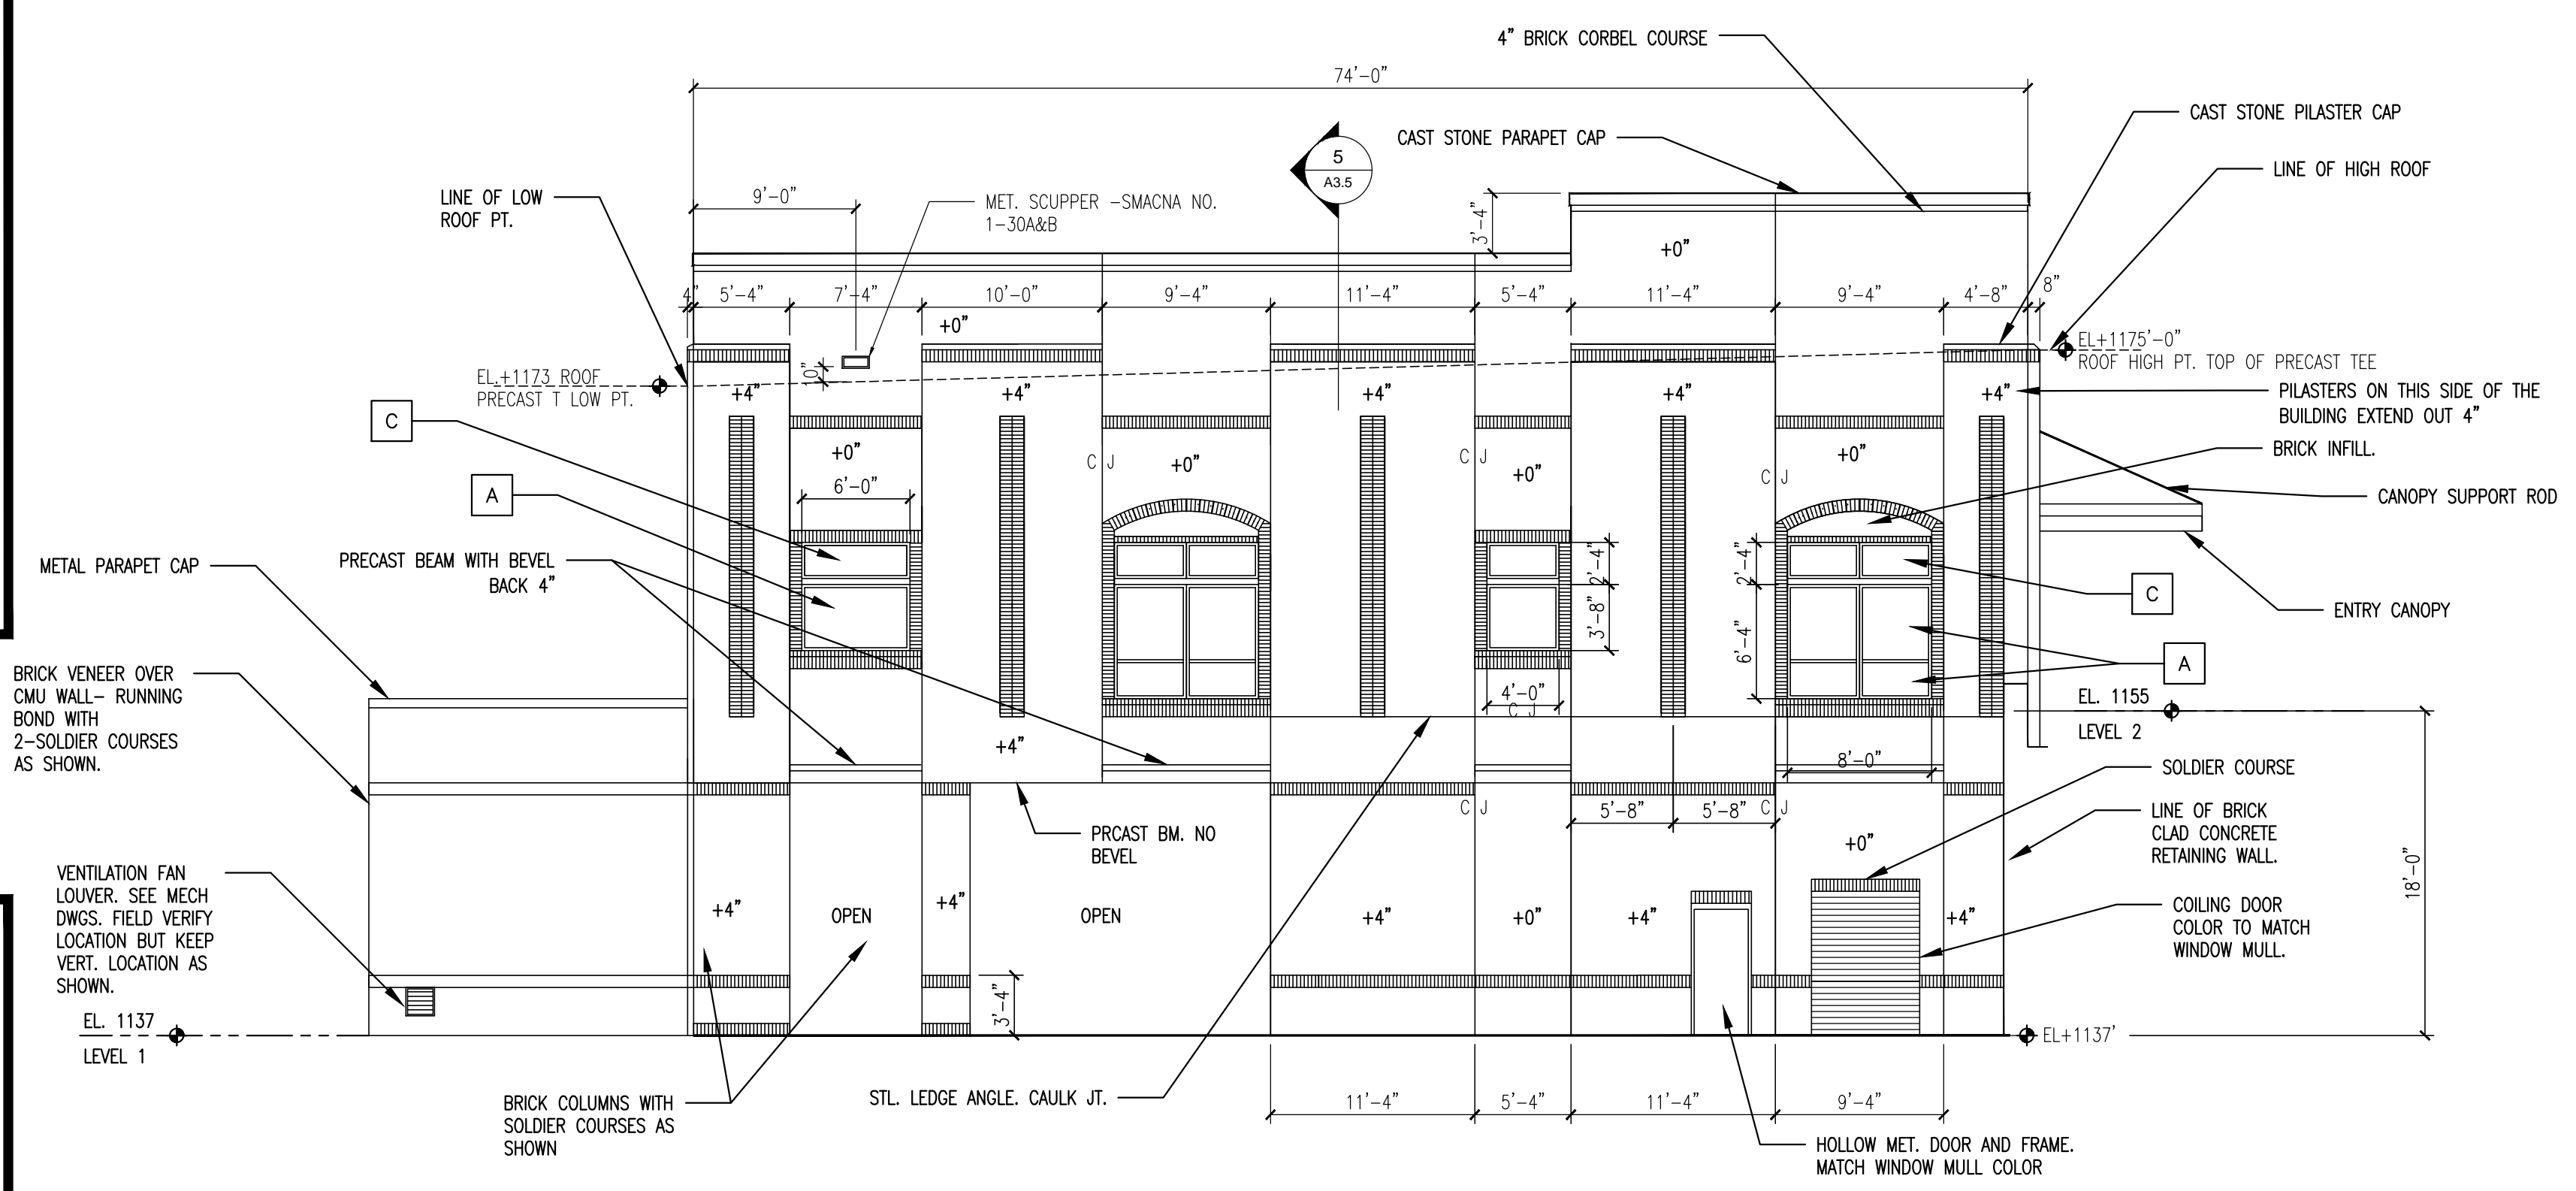 4" BRICK CORBEL COURSE
74'-0"
CAST STONE PILASTER CAP
CAST STONE PARAPET CAP
5
A3.5
LINE OF HIGH ROOF
LINE OF LOW
ROOF PT.
9'-0"
MET. SCUPPER -SMACNA NO.
1-30A&B
3'-4"
+0"
4" 5'-4" 7'-4" 10'-0" 9'-4" 11'-4" 5'-4" 11'-4" 9'-4" 4'-8" 8"
+0"
EL+1175'-0"
ROOF HIGH PT. TOP OF PRECAST TEE
EL.+1173 ROOF
PRECAST T LOW PT.
0"
+4" +4" +4" +4" +4"
PILASTERS ON THIS SIDE OF THE
BUILDING EXTEND OUT 4"
C
+0" +0" +0" +0"
C J C J C J
BRICK INFILL.
A
6'-0"
CANOPY SUPPORT ROD
PRECAST BEAM WITH BEVEL
BACK 4"
METAL PARAPET CAP
2'-4"
3'-8"
2'-4"
6'-4"
C
ENTRY CANOPY
A
BRICK VENEER OVER
CMU WALL- RUNNING
BOND WITH
2-SOLDIER COURSES
AS SHOWN.
4'-0"
C J
EL. 1155
LEVEL 2
+4"
8'-0"
SOLDIER COURSE
C J C J
5'-8" 5'-8"
PRCAST BM. NO
BEVEL
LINE OF BRICK
CLAD CONCRETE
RETAINING WALL.
+0"
18'-0"
VENTILATION FAN
LOUVER. SEE MECH
DWGS. FIELD VERIFY
LOCATION BUT KEEP
VERT. LOCATION AS
SHOWN.
+4" OPEN +4" OPEN +4" +0" +4" +4"
COILING DOOR
COLOR TO MATCH
WINDOW MULL.
3'-4"
EL. 1137
LEVEL 1
EL+1137'
BRICK COLUMNS WITH
SOLDIER COURSES AS
SHOWN
STL. LEDGE ANGLE. CAULK JT.
11'-4" 5'-4" 11'-4" 9'-4"
HOLLOW MET. DOOR AND FRAME.
MATCH WINDOW MULL COLOR